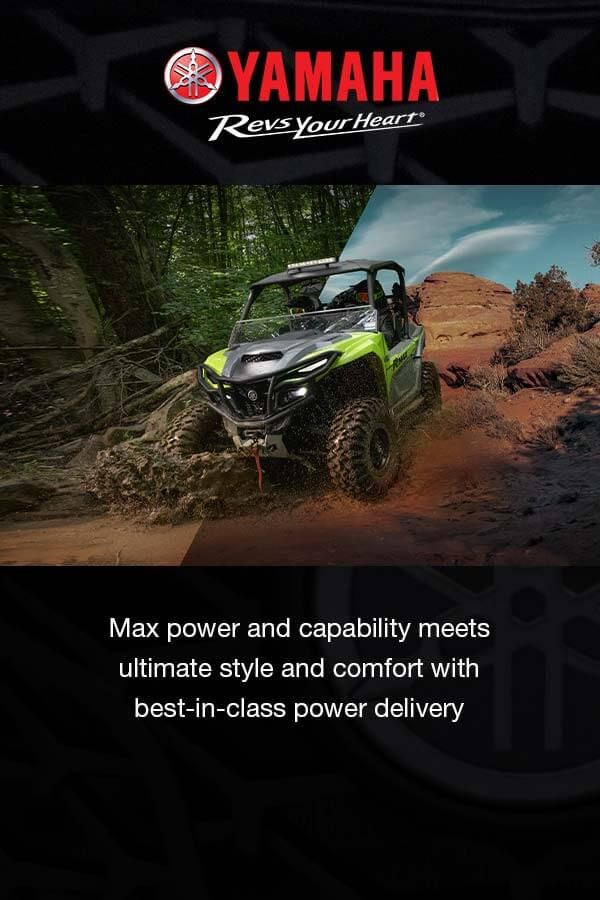 YAMAHA
Revs Your Heart®
Max power and capability meets
ultimate style and comfort with
best-in-class power delivery